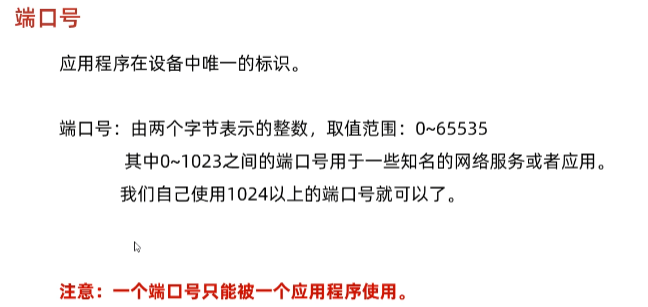 端口号
应用程序在设备中唯一的标识。
端口号：由两个字节表示的整数，取值范围：0~65535
其中0~1023之间的端口号用于一些知名的网络服务或者应用。
我们自己使用1024以上的端口号就可以了。
注意：一个端口号只能被一个应用程序使用。